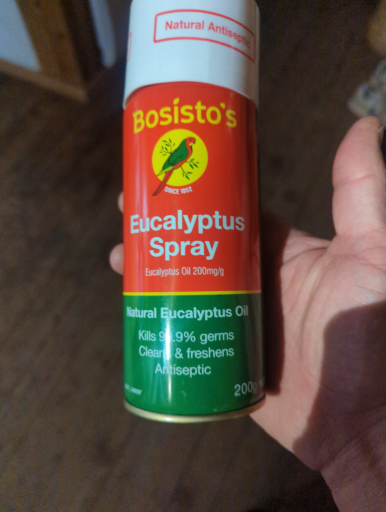 Natural Antiseptic
Bosisto's
SINCE 1852
Eucalyptus
Spray
Eucalyptus Oil 200mg/g
Natural Eucalyptus Oil
Kills 99.9% germs
Cleans & freshens
Antiseptic
200g